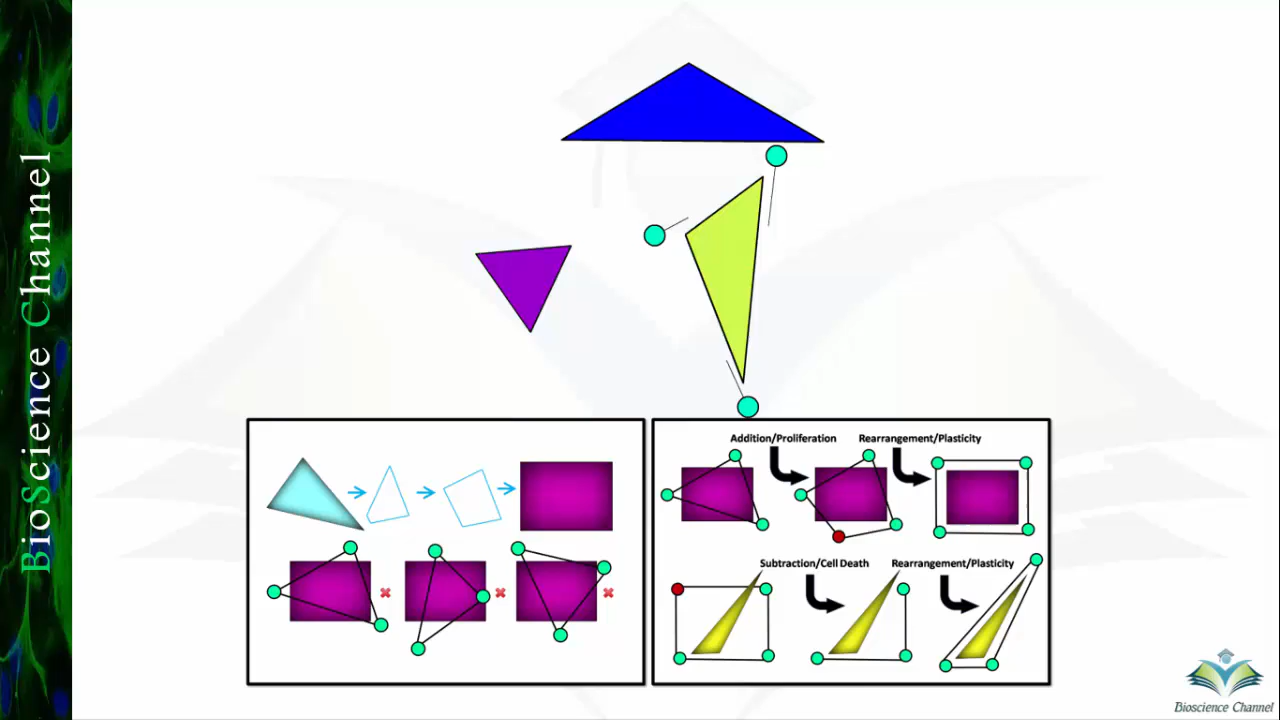 BioScience Channel
Addition/Proliferation
Rearrangement/Plasticity
Subtraction/Cell Death
Rearrangement/Plasticity
Bioscience Channel